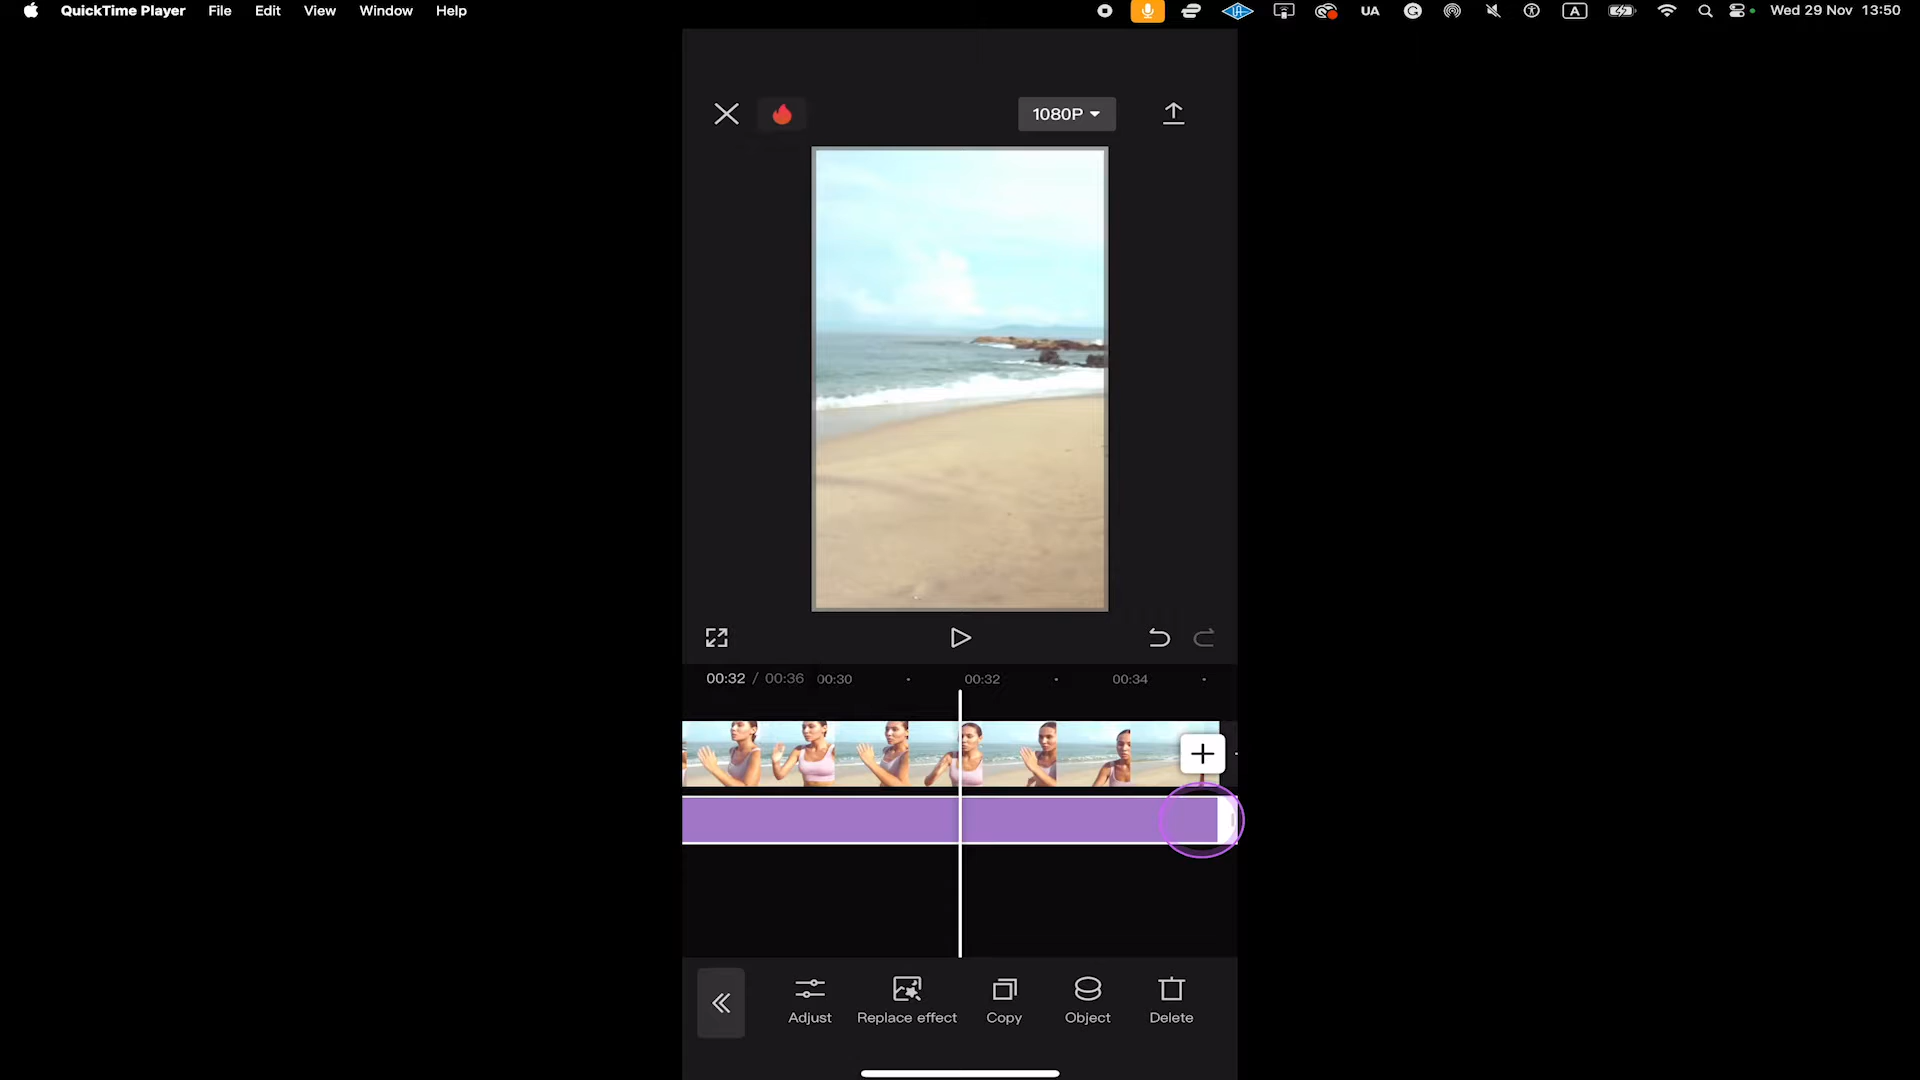 QuickTime Player File Edit View Window Help UA A Wed 29 Nov 13:50
1080P
00:32 / 00:36 00:30 00:32 00:34
Adjust Replace effect Copy Object Delete